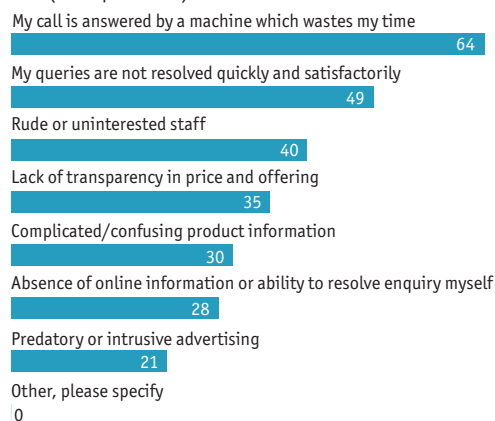 My call is answered by a machine which wastes my time
64
My queries are not resolved quickly and satisfactorily
49
Rude or uninterested staff
40
Lack of transparency in price and offering
35
Complicated/confusing product information
30
Absence of online information or ability to resolve enquiry myself
28
Predatory or intrusive advertising
21
Other, please specify
0